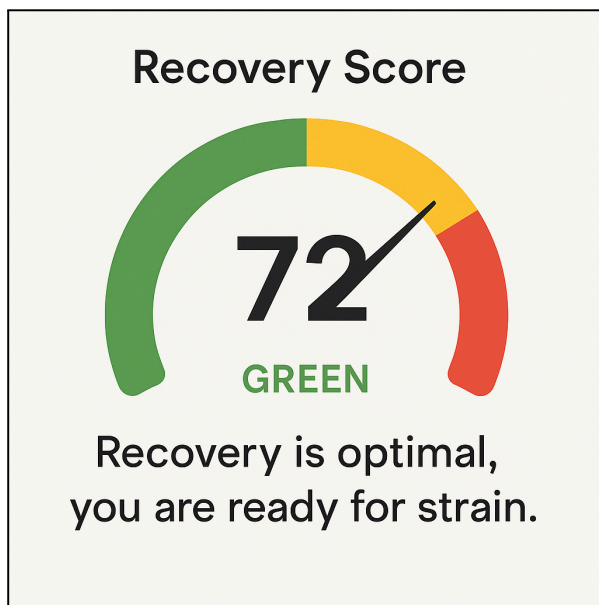 Recovery Score
72
GREEN
Recovery is optimal,
you are ready for strain.